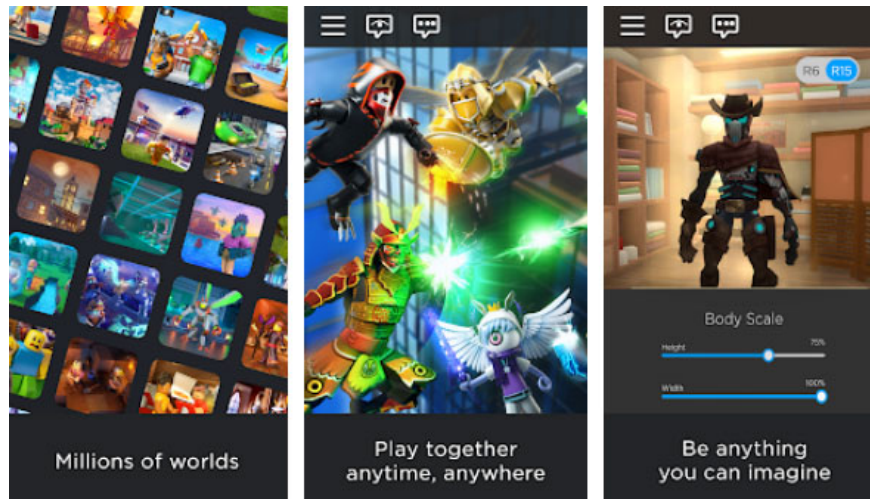 Millions of worlds
Play together
anytime, anywhere
R6 R15
Body Scale
Height 75%
Width 100%
Be anything
you can imagine